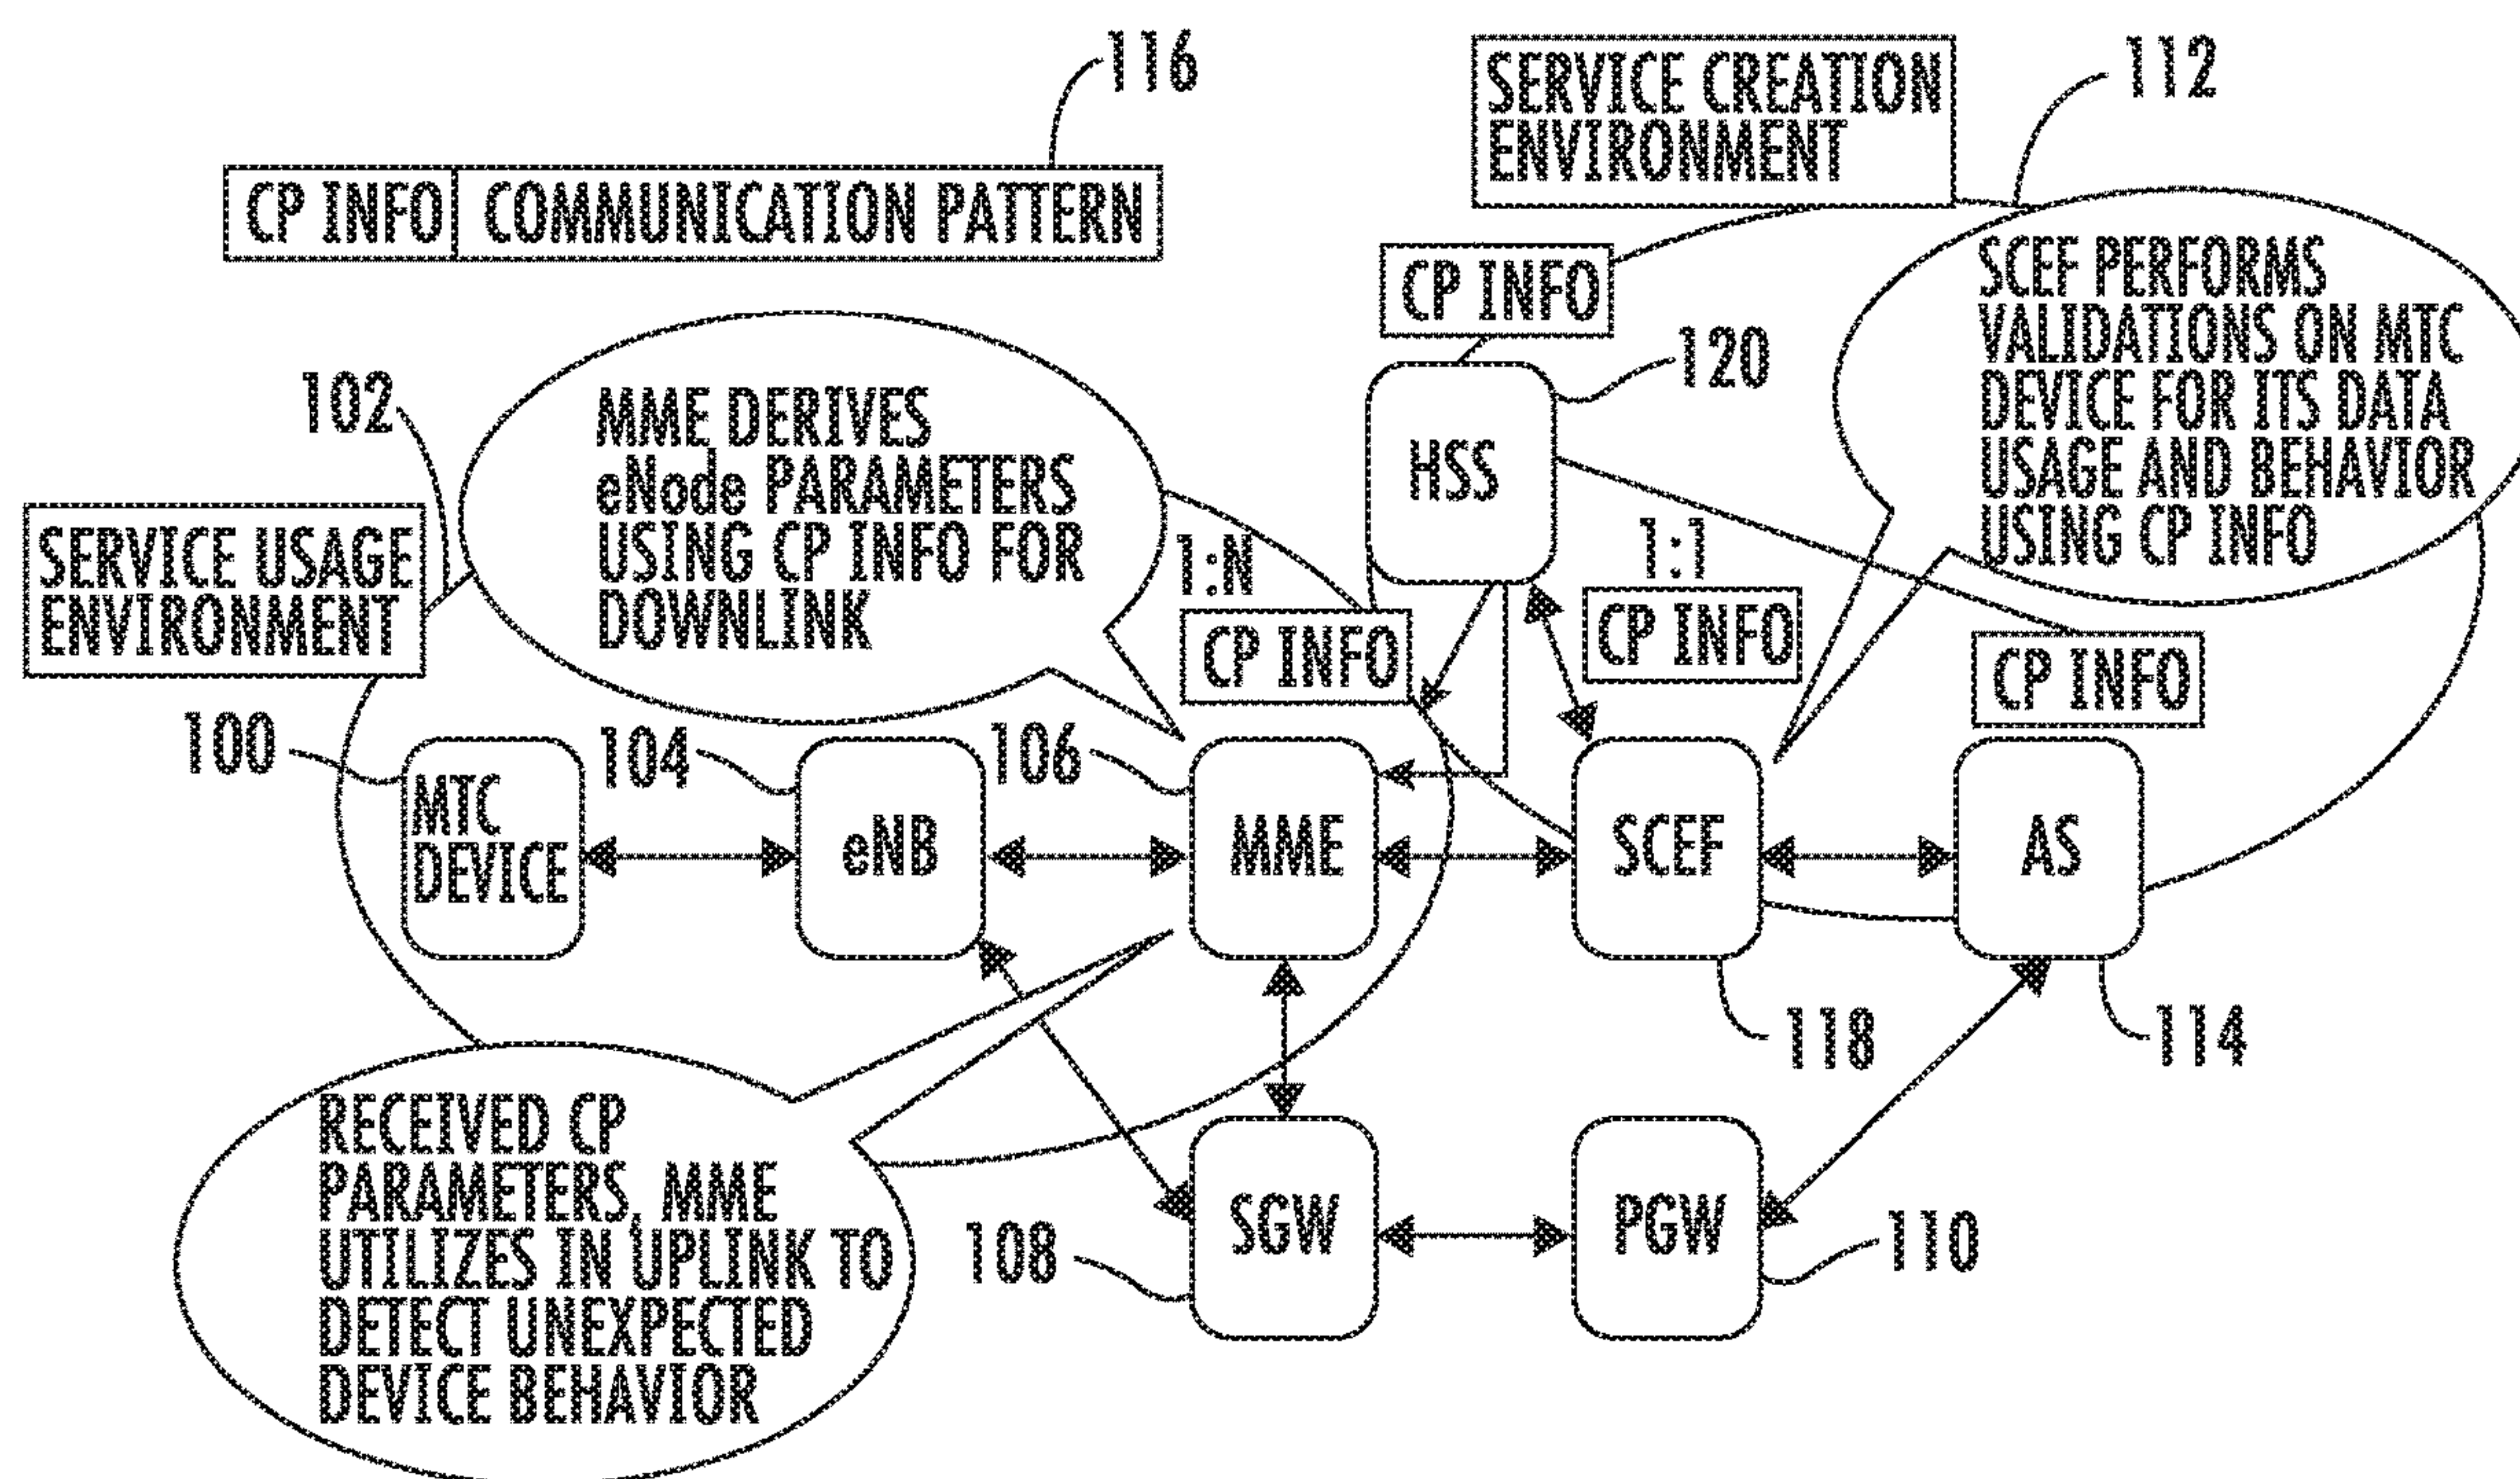 116
SERVICE CREATION
ENVIRONMENT
112
CP INFO COMMUNICATION PATTERN
CP INFO
SCEF PERFORMS
VALIDATIONS ON MTC
DEVICE FOR ITS DATA
USAGE AND BEHAVIOR
USING CP INFO
120
102
MME DERIVES
eNode PARAMETERS
USING CP INFO FOR
DOWNLINK
HSS
SERVICE USAGE
ENVIRONMENT
1:N
CP INFO
1:1
CP INFO
CP INFO
100
MTC
DEVICE
104
eNB
106
MME
SCEF
AS
118
114
RECEIVED CP
PARAMETERS, MME
UTILIZES IN UPLINK TO
DETECT UNEXPECTED
DEVICE BEHAVIOR
108
SGW
PGW
110